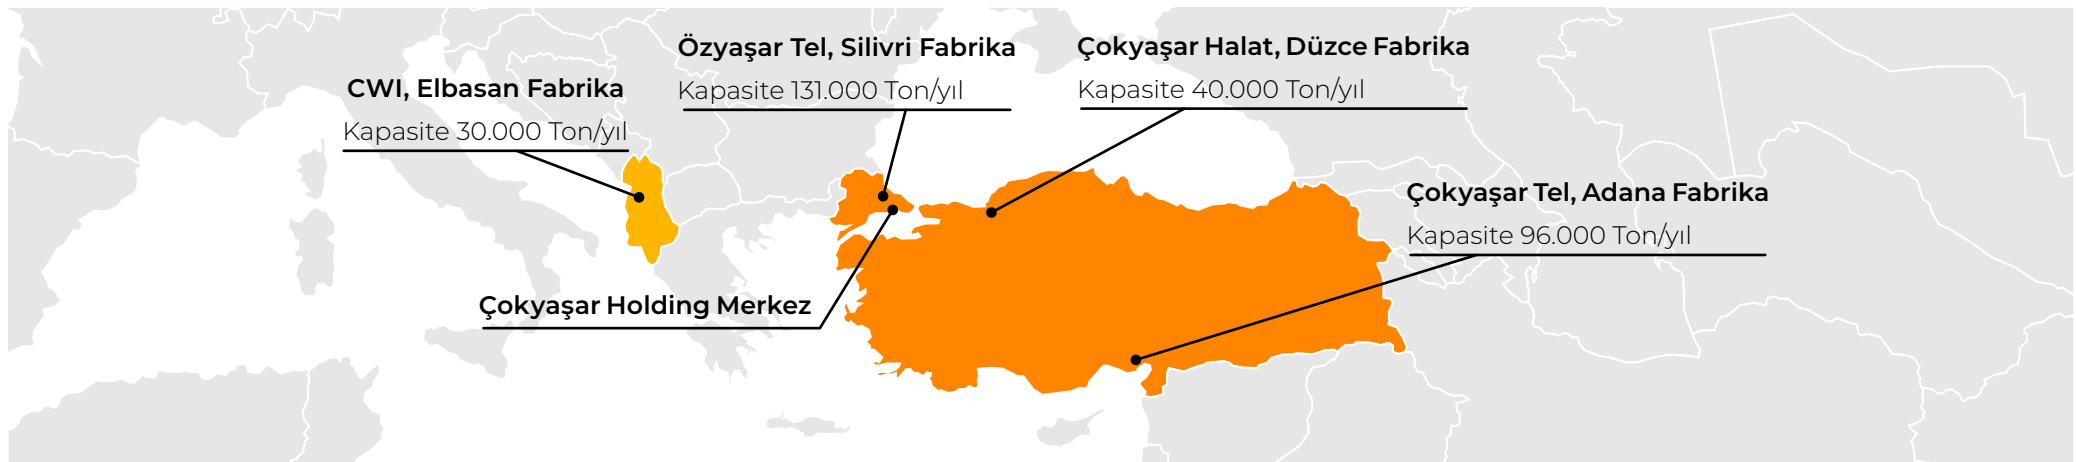 Özyaşar Tel, Silivri Fabrika
Kapasite 131.000 Ton/yıl
Çokyaşar Halat, Düzce Fabrika
Kapasite 40.000 Ton/yıl
CWI, Elbasan Fabrika
Kapasite 30.000 Ton/yıl
Çokyaşar Tel, Adana Fabrika
Kapasite 96.000 Ton/yıl
Çokyaşar Holding Merkez